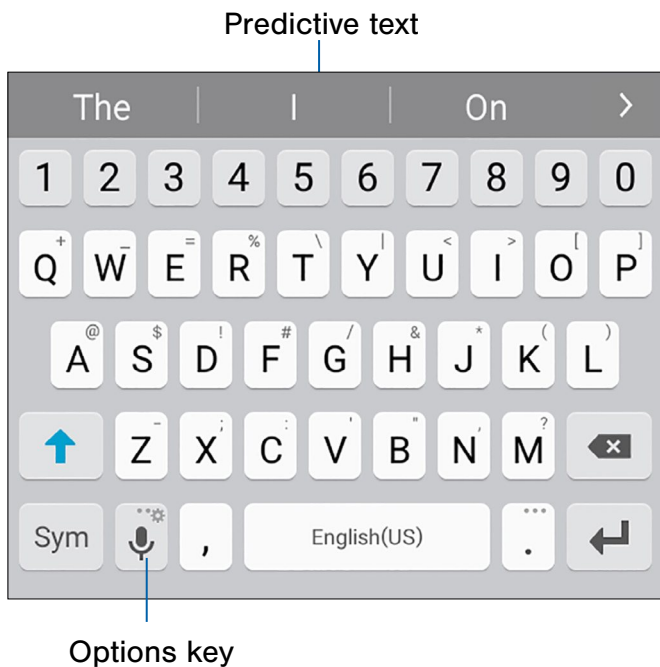 Predictive text
The I On >
1 2 3 4 5 6 7 8 9 0
+ _ = % \ | < > [ ]
Q W E R T Y U I O P
@ $ ! # / & * ( )
A S D F G H J K L
- ; : ' " , ?
Z X C V B N M
Sym , English(US) .
Options key